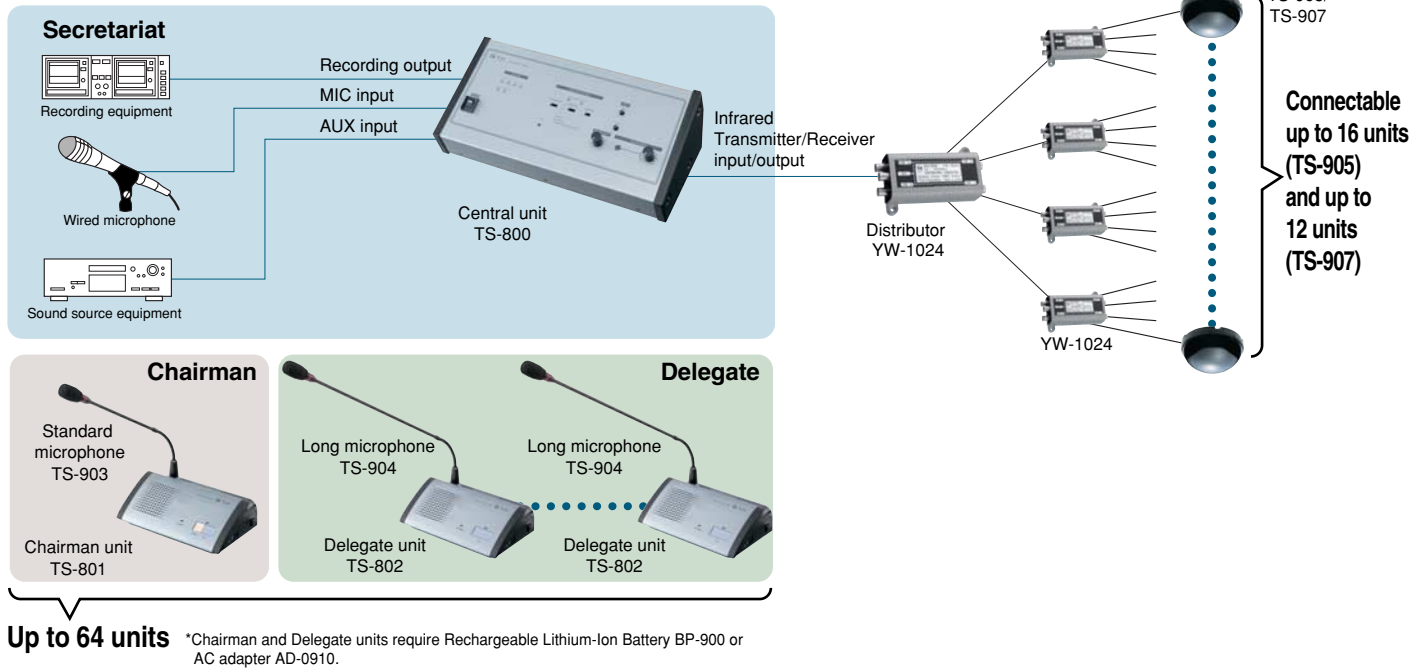 Secretariat
Recording equipment
Wired microphone
Sound source equipment
Recording output
MIC input
AUX input
Central unit
TS-800
Infrared
Transmitter/Receiver
input/output
Distributor
YW-1024
YW-1024
TS-907
Connectable
up to 16 units
(TS-905)
and up to
12 units
(TS-907)
Chairman
Standard
microphone
TS-903
Chairman unit
TS-801
Delegate
Long microphone
TS-904
Delegate unit
TS-802
Long microphone
TS-904
Delegate unit
TS-802
Up to 64 units
*Chairman and Delegate units require Rechargeable Lithium-Ion Battery BP-900 or
AC adapter AD-0910.